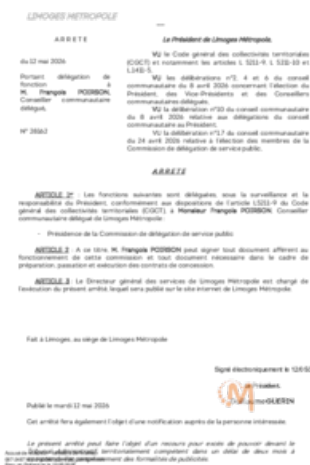 LIMOGES METROPOLE
ARRETE
du 12 mai 2026
Portant délégation de
fonction à
M. François POIRSON,
Conseiller communautaire
délégué,
Le Président de Limoges Métropole,
VU le Code général des collectivités territoriales
(CGCT) et notamment les articles L 5211-9, L 5211-10 et
VU les délibérations n°1, 4 et 6 du conseil
communautaire du 8 avril 2026 concernant l'élection du
Président, des Vice-Présidents et des Conseillers
communautaires délégués,
VU la délibération n°10 du conseil communautaire
du 8 avril 2026 relative aux délégations du conseil
communautaire au Président,
VU la délibération n°17 du conseil communautaire
du 24 avril 2026 relative à l'élection des membres de la
Commission de délégation de service public,
ARRETE
ARTICLE 1er : Les fonctions suivantes sont déléguées, sous la surveillance et la
responsabilité du Président, conformément aux dispositions de l'article L5211-9 du Code
général des collectivités territoriales (CGCT), à Monsieur François POIRSON, Conseiller
communautaire délégué de Limoges Métropole :
- Présidence de la Commission de délégation de service public
ARTICLE 2 : A ce titre, M. François POIRSON peut signer tout document afférent au
fonctionnement de cette commission et tout document nécessaire dans le cadre de
préparation, passation et exécution des contrats de concession.
ARTICLE 3 : Le Directeur général des services de Limoges Métropole est chargé de
l'exécution du présent arrêté, lequel sera publié sur le site internet de Limoges Métropole.
Fait à Limoges, au siège de Limoges Métropole
Signé électroniquement le
Président,
GUERIN
Publié le mardi 12 mai 2026
Cet arrêté fera également l'objet d'une notification auprès de la personne intéressée.
Le présent arrêté peut faire l'objet d'un recours pour excès de pouvoir devant le
territorialement compétent dans un délai de deux mois à
des formalités de publicité.